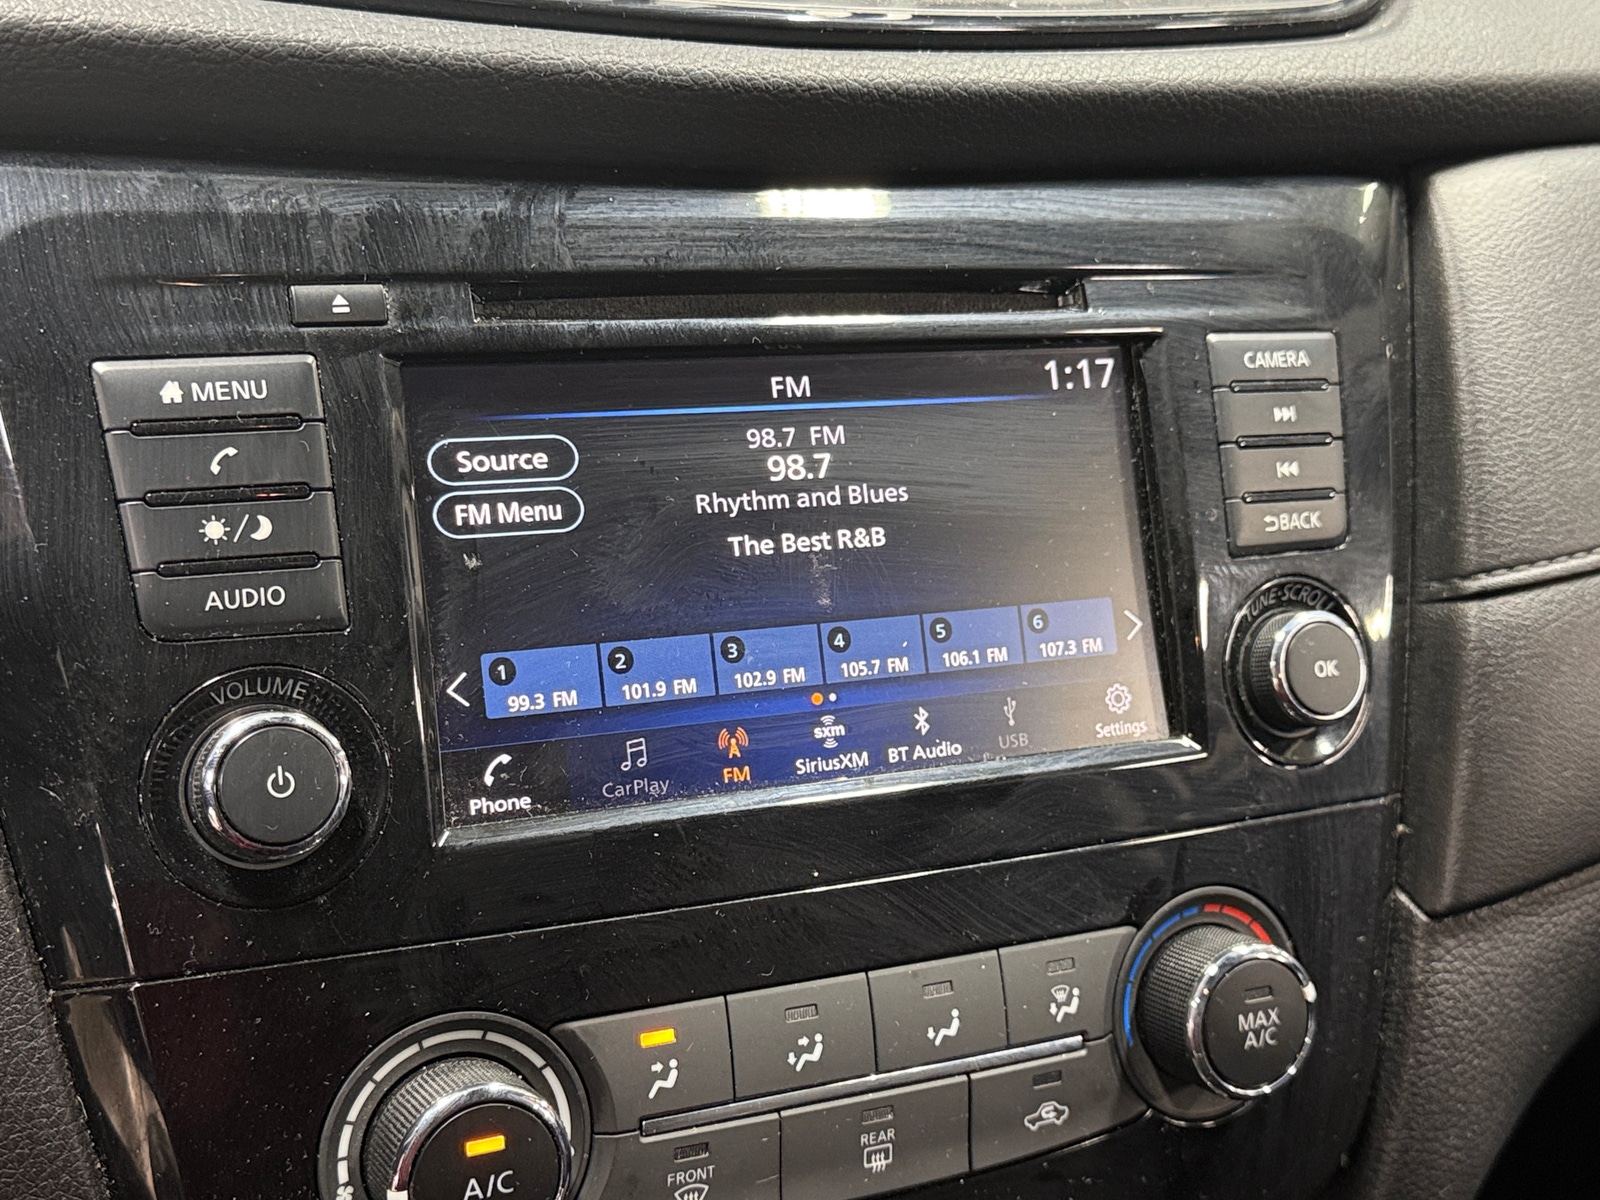 MENU
AUDIO
VOLUME
FM
1:17
Source
FM Menu
98.7 FM
98.7
Rhythm and Blues
The Best R&B
1
99.3 FM
2
101.9 FM
3
102.9 FM
4
105.7 FM
5
106.1 FM
6
107.3 FM
Phone
CarPlay
FM
sxm
SiriusXM
BT Audio
USB
Settings
CAMERA
BACK
TUNE·SCROLL
OK
MAX
A/C
A/C
FRONT
REAR